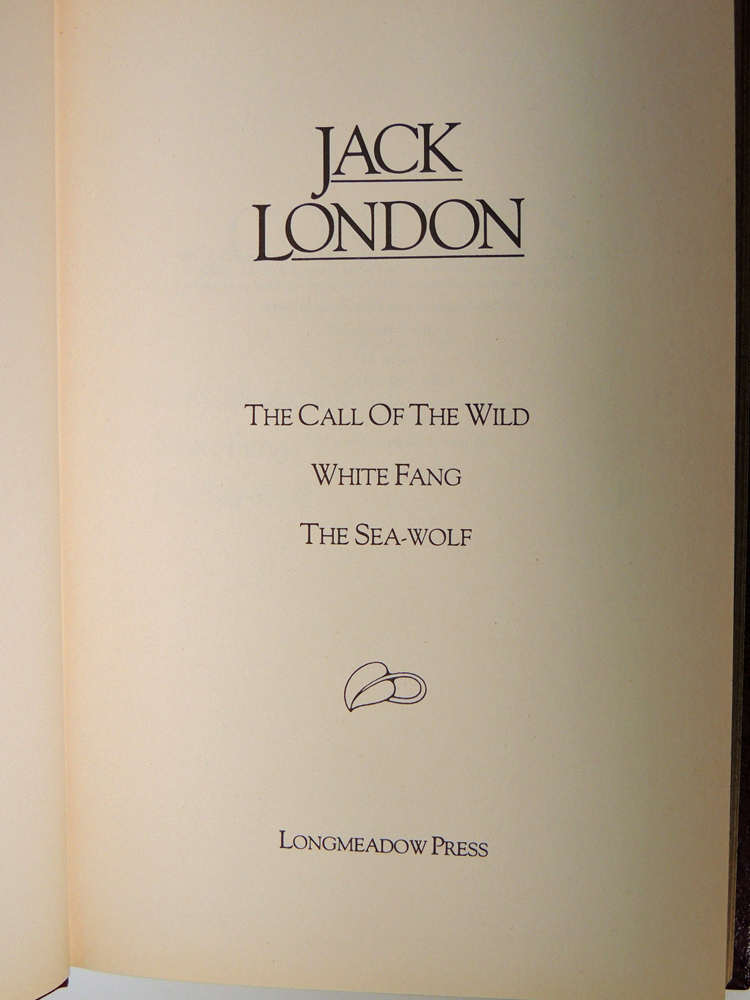 JACK
LONDON
THE CALL OF THE WILD
WHITE FANG
THE SEA-WOLF
LONGMEADOW PRESS